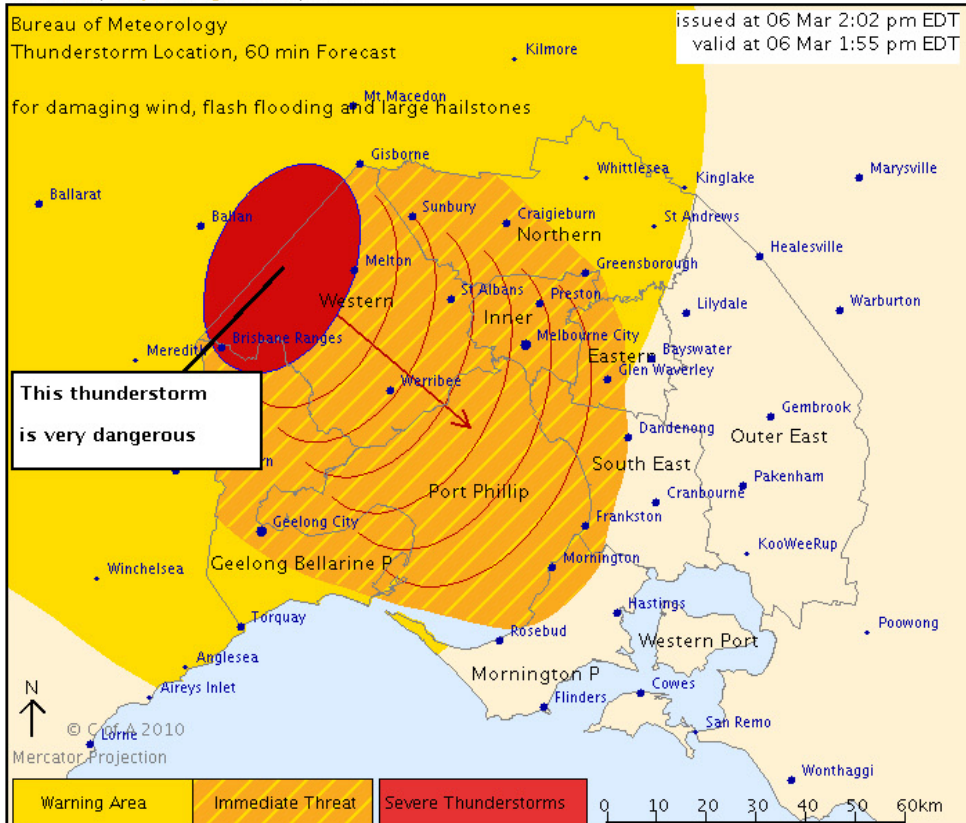 Bureau of Meteorology
issued at 06 Mar 2:02 pm EDT
Thunderstorm Location, 60 min Forecast
valid at 06 Mar 1:55 pm EDT
Kilmore
for damaging wind, flash flooding and large hailstones
Mt Macedon
Gisborne
Whittlesea
Kinglake
Marysville
Ballarat
Ballan
Sunbury
Craigieburn
St Andrews
Northern
Healesville
Melton
Greensborough
Western
St Albans
Preston
Lilydale
Warburton
Inner
Brisbane Ranges
Melbourne City
Meredith
Eastern
Bayswater
Glen Waverley
This thunderstorm
is very dangerous
Werribee
Gembrook
Dandenong
Outer East
South East
Port Phillip
Pakenham
Cranbourne
Geelong City
Frankston
KooWeeRup
Geelong Bellarine P
Mornington
Winchelsea
Hastings
Torquay
Rosebud
Western Port
Poowong
Anglesea
Mornington P
Aireys Inlet
Flinders
Cowes
N
© C of A 2010
San Remo
Lorne
Mercator Projection
Wonthaggi
Warning Area
Immediate Threat
Severe Thunderstorms
0 10 20 30 40 50 60km